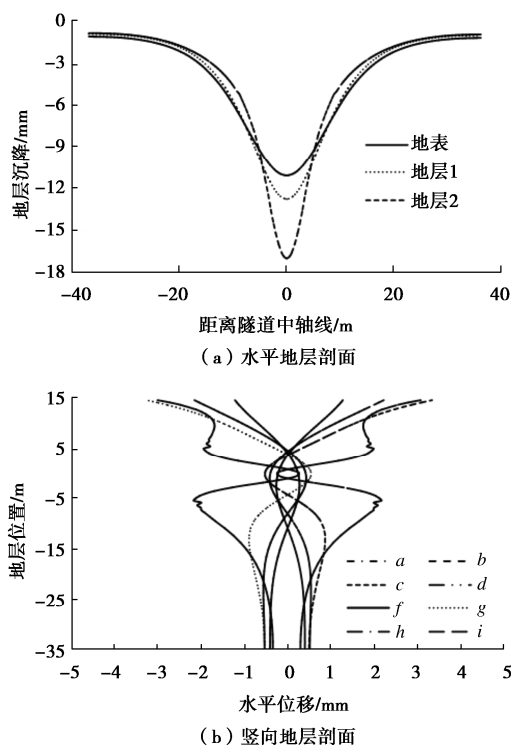 0
-3
-6
-9
-12
-15
-18
地层沉降/mm
地表
地层1
地层2
-40 -20 0 20 40
距离隧道中轴线/m
（a）水平地层剖面
15
5
-5
-15
-25
-35
地层位置/m
a b
c d
f g
h i
-5 -4 -3 -2 -1 0 1 2 3 4 5
水平位移/mm
（b）竖向地层剖面